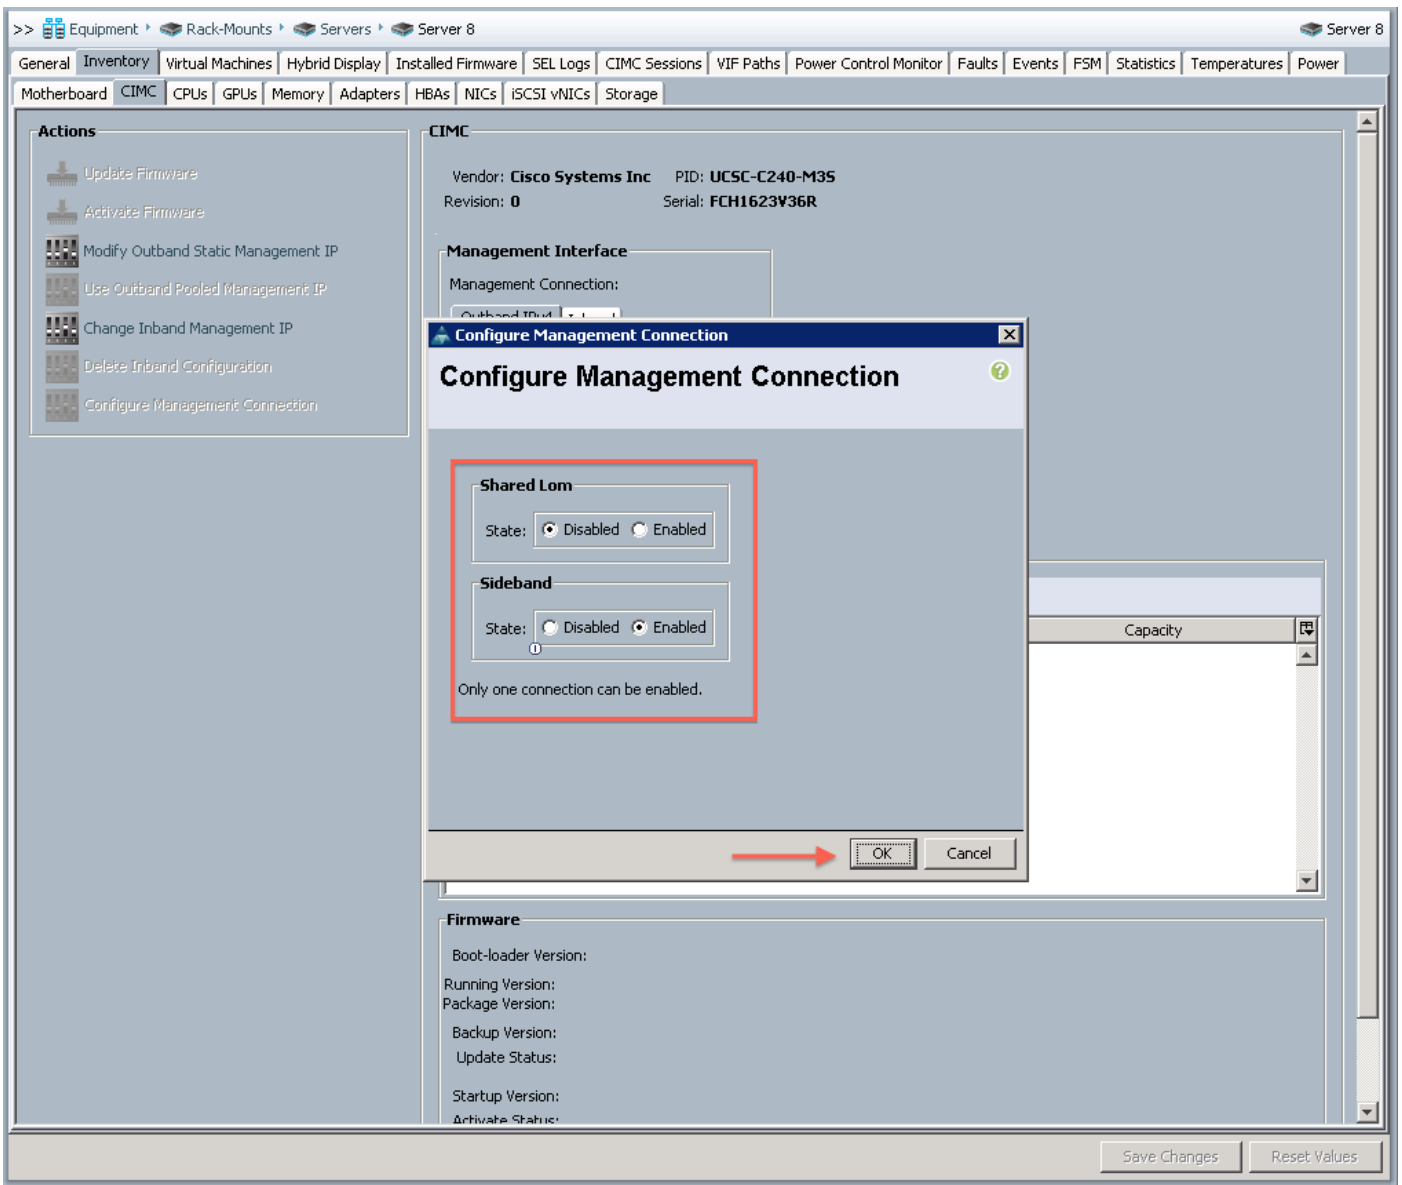 >> Equipment Rack-Mounts Servers Server 8 Server 8
General Inventory Virtual Machines Hybrid Display Installed Firmware SEL Logs CIMC Sessions VIF Paths Power Control Monitor Faults Events FSM Statistics Temperatures Power
Motherboard CIMC CPUs GPUs Memory Adapters HBAs NICs iSCSI vNICs Storage
Actions
Update Firmware
Activate Firmware
Modify Outband Static Management IP
Use Outband Pooled Management IP
Change Inband Management IP
Delete Inband Configuration
Configure Management Connection
CIMC
Vendor: Cisco Systems Inc PID: UCSC-C240-M3S
Revision: 0 Serial: FCH1623V36R
Management Interface
Management Connection:
Outband IPv4
Configure Management Connection
Configure Management Connection
Shared Lom
State: Disabled Enabled
Sideband
State: Disabled Enabled
Only one connection can be enabled.
OK Cancel
Capacity
Firmware
Boot-loader Version:
Running Version:
Package Version:
Backup Version:
Update Status:
Startup Version:
Activate Status:
Save Changes Reset Values